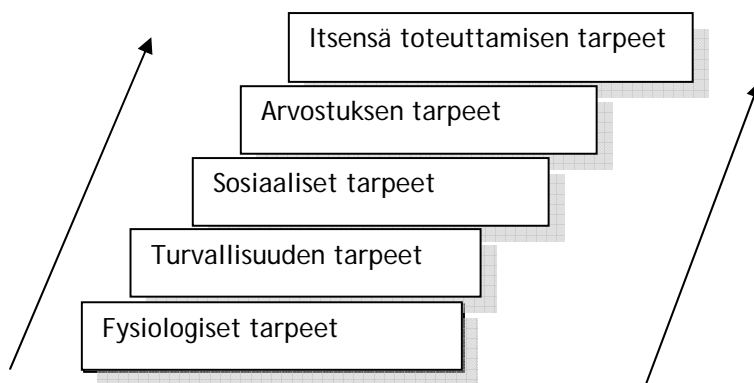 Itsensä toteuttamisen tarpeet
Arvostuksen tarpeet
Sosiaaliset tarpeet
Turvallisuuden tarpeet
Fysiologiset tarpeet